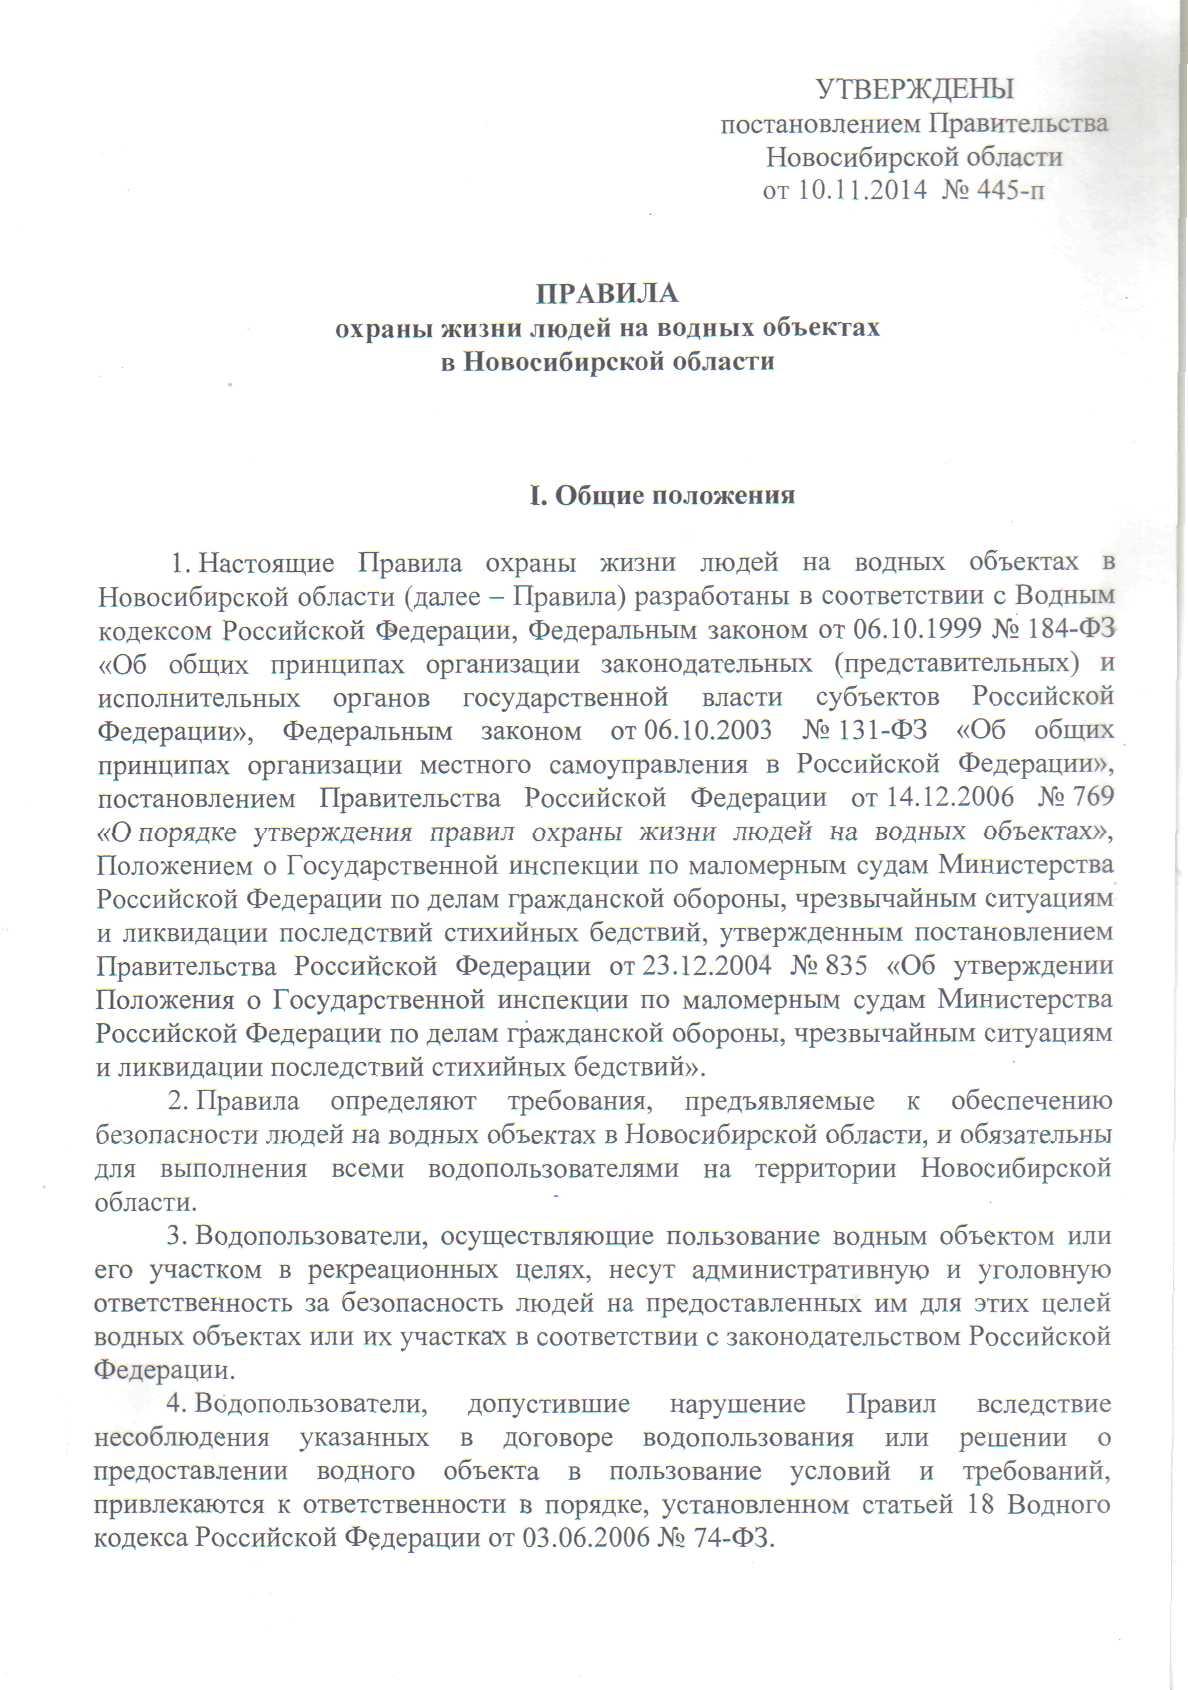 УТВЕРЖДЕНЫ
постановлением Правительства
Новосибирской области
от 10.11.2014 № 445-п
ПРАВИЛА
охраны жизни людей на водных объектах
в Новосибирской области
I. Общие положения
1. Настоящие Правила охраны жизни людей на водных объектах в
Новосибирской области (далее – Правила) разработаны в соответствии с Водным
кодексом Российской Федерации, Федеральным законом от 06.10.1999 № 184-ФЗ
«Об общих принципах организации законодательных (представительных) и
исполнительных органов государственной власти субъектов Российской
Федерации», Федеральным законом от 06.10.2003 № 131-ФЗ «Об общих
принципах организации местного самоуправления в Российской Федерации»,
постановлением Правительства Российской Федерации от 14.12.2006 № 769
«О порядке утверждения правил охраны жизни людей на водных объектах»,
Положением о Государственной инспекции по маломерным судам Министерства
Российской Федерации по делам гражданской обороны, чрезвычайным ситуациям
и ликвидации последствий стихийных бедствий, утвержденным постановлением
Правительства Российской Федерации от 23.12.2004 № 835 «Об утверждении
Положения о Государственной инспекции по маломерным судам Министерства
Российской Федерации по делам гражданской обороны, чрезвычайным ситуациям
и ликвидации последствий стихийных бедствий».
2. Правила определяют требования, предъявляемые к обеспечению
безопасности людей на водных объектах в Новосибирской области, и обязательны
для выполнения всеми водопользователями на территории Новосибирской
области.
3. Водопользователи, осуществляющие пользование водным объектом или
его участком в рекреационных целях, несут административную и уголовную
ответственность за безопасность людей на предоставленных им для этих целей
водных объектах или их участках в соответствии с законодательством Российской
Федерации.
4. Водопользователи, допустившие нарушение Правил вследствие
несоблюдения указанных в договоре водопользования или решении о
предоставлении водного объекта в пользование условий и требований,
привлекаются к ответственности в порядке, установленном статьей 18 Водного
кодекса Российской Федерации от 03.06.2006 № 74-ФЗ.